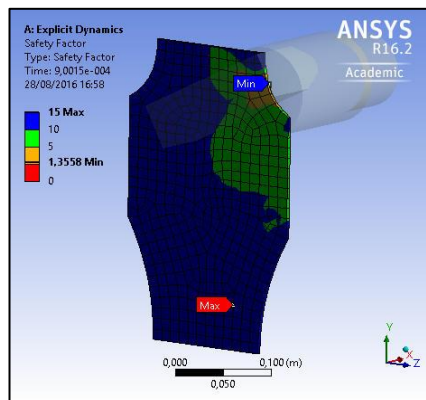 A: Explicit Dynamics
Safety Factor
Type: Safety Factor
Time: 9,0015e-004
28/08/2016 16:58
ANSYS
R16.2
Academic
15 Max
10
5
1,3558 Min
0
Min
Max
0,000
0,100 (m)
0,050
Y
X
Z